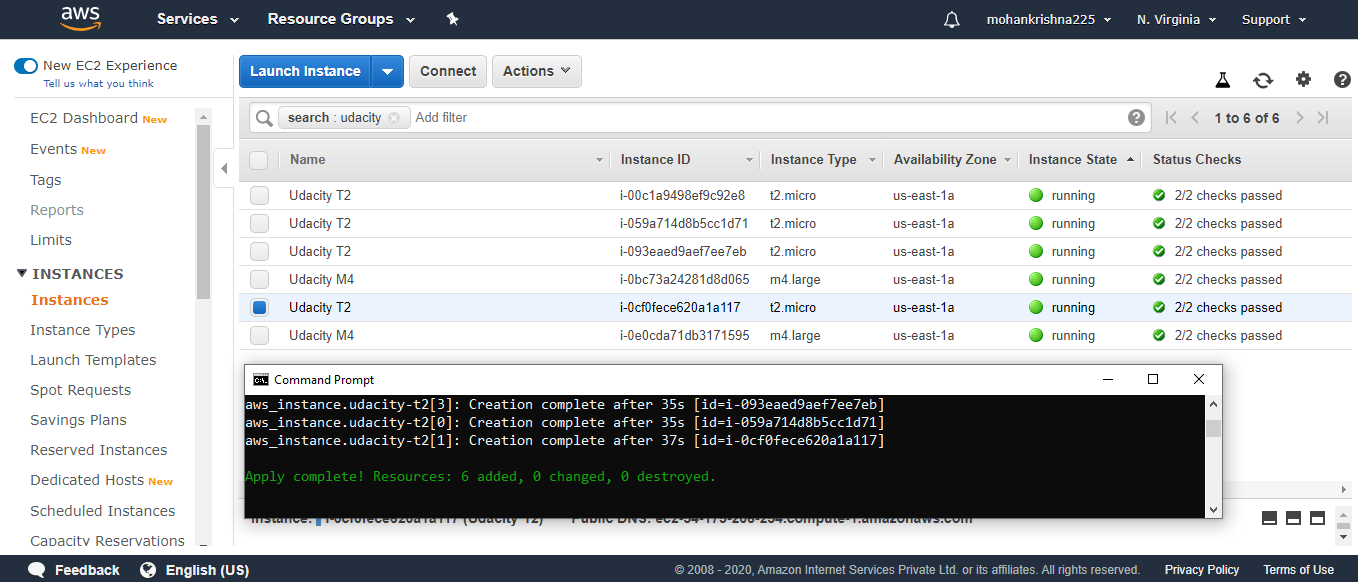 aws Services Resource Groups mohankrishna225 N. Virginia Support
New EC2 Experience
Tell us what you think
EC2 Dashboard New
Events New
Tags
Reports
Limits
INSTANCES
Instances
Instance Types
Launch Templates
Spot Requests
Savings Plans
Reserved Instances
Dedicated Hosts New
Scheduled Instances
Capacity Reservations
Launch Instance Connect Actions
search : udacity Add filter 1 to 6 of 6
Name Instance ID Instance Type Availability Zone Instance State Status Checks
Udacity T2 i-00c1a9498ef9c92e8 t2.micro us-east-1a running 2/2 checks passed
Udacity T2 i-059a714d8b5cc1d71 t2.micro us-east-1a running 2/2 checks passed
Udacity T2 i-093eaed9aef7ee7eb t2.micro us-east-1a running 2/2 checks passed
Udacity M4 i-0bc73a24281d8d065 m4.large us-east-1a running 2/2 checks passed
Udacity T2 i-0cf0fece620a1a117 t2.micro us-east-1a running 2/2 checks passed
Udacity M4 i-0e0cda71db3171595 m4.large us-east-1a running 2/2 checks passed
Command Prompt
aws_instance.udacity-t2[3]: Creation complete after 35s [id=i-093eaed9aef7ee7eb]
aws_instance.udacity-t2[0]: Creation complete after 35s [id=i-059a714d8b5cc1d71]
aws_instance.udacity-t2[1]: Creation complete after 37s [id=i-0cf0fece620a1a117]
Apply complete! Resources: 6 added, 0 changed, 0 destroyed.
Instance: i-0cf0fece620a1a117 (Udacity T2) Public DNS:
Feedback English (US) © 2008 - 2020, Amazon Internet Services Private Ltd. or its affiliates. All rights reserved. Privacy Policy Terms of Use